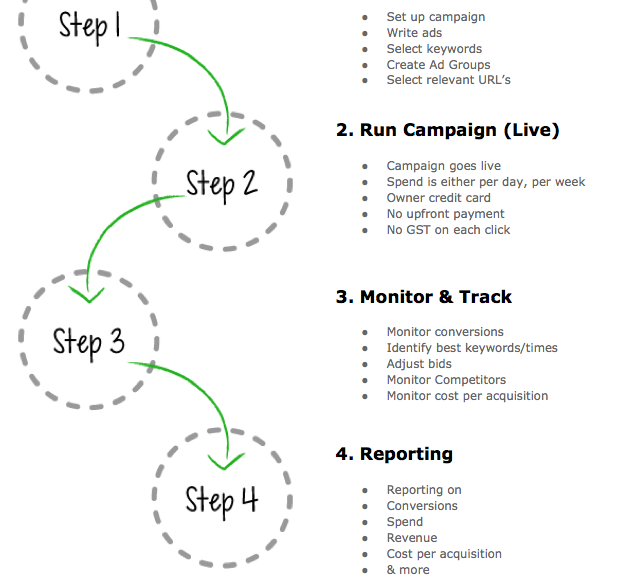 Step 1
Set up campaign
Write ads
Select keywords
Create Ad Groups
Select relevant URL's
Step 2
2. Run Campaign (Live)
Campaign goes live
Spend is either per day, per week
Owner credit card
No upfront payment
No GST on each click
Step 3
3. Monitor & Track
Monitor conversions
Identify best keywords/times
Adjust bids
Monitor Competitors
Monitor cost per acquisition
Step 4
4. Reporting
Reporting on
Conversions
Spend
Revenue
Cost per acquisition
& more